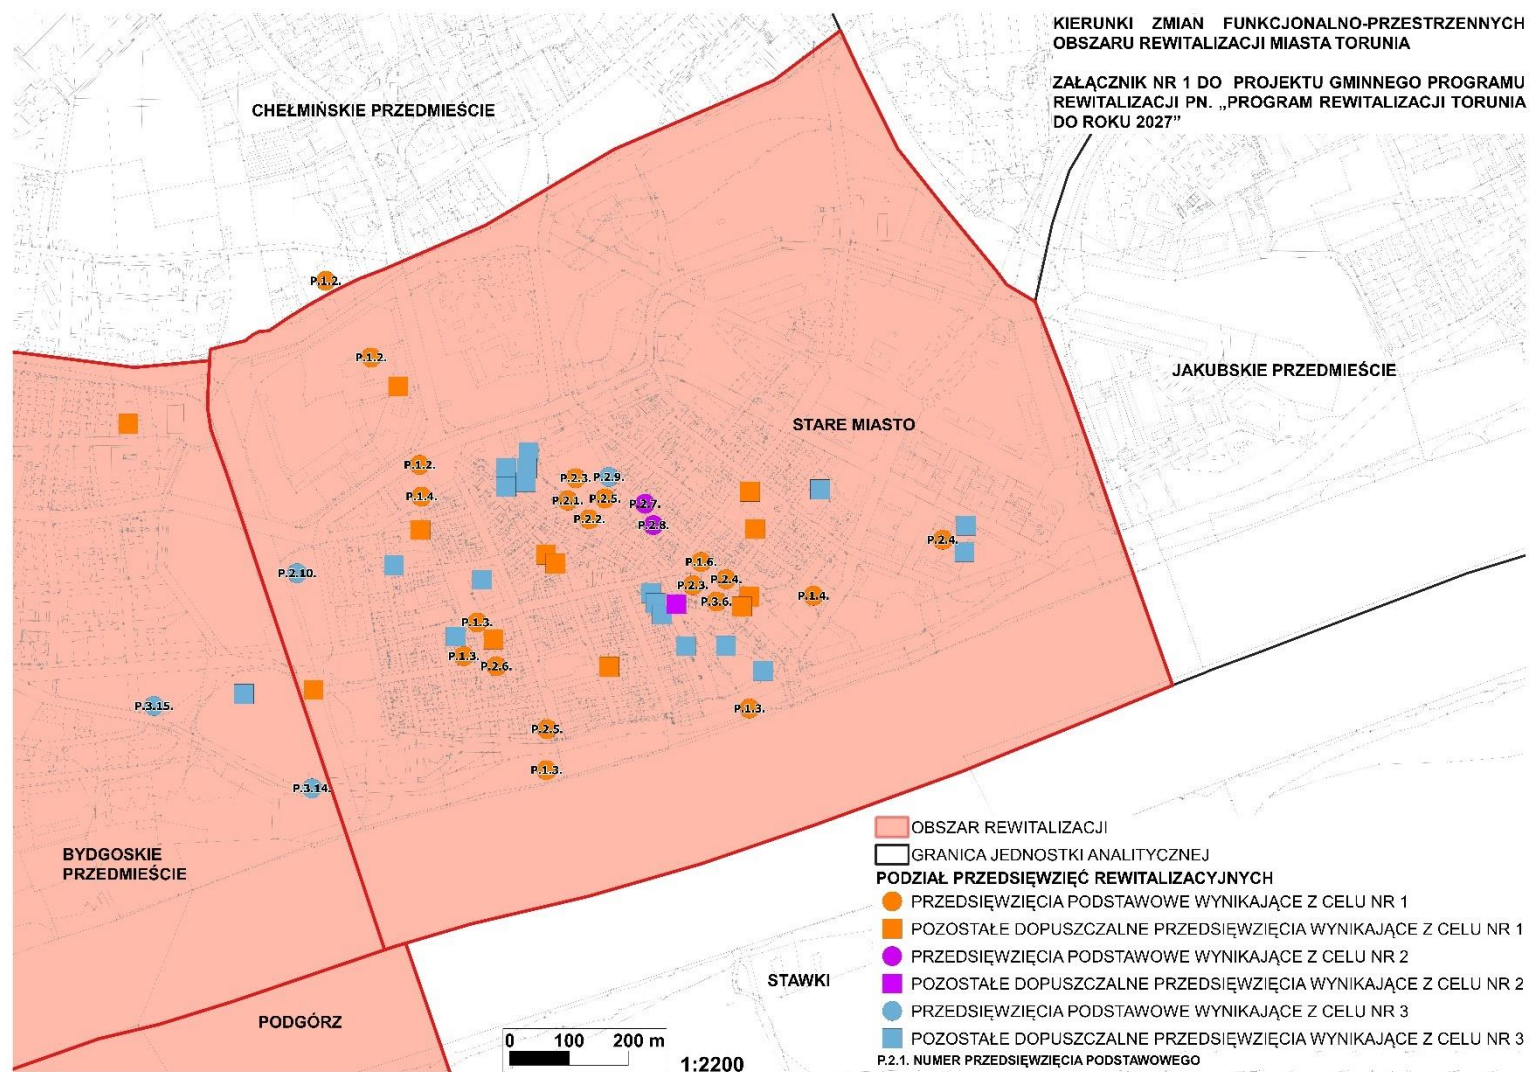 KIERUNKI ZMIAN FUNKCJONALNO-PRZESTRZENNYCH
OBSZARU REWITALIZACJI MIASTA TORUNIA
ZAŁĄCZNIK NR 1 DO PROJEKTU GMINNEGO PROGRAMU
REWITALIZACJI PN. „PROGRAM REWITALIZACJI TORUNIA
DO ROKU 2027”
CHEŁMIŃSKIE PRZEDMIEŚCIE
P.1.2.
P.1.2.
JAKUBSKIE PRZEDMIEŚCIE
STARE MIASTO
P.1.2.
P.2.3.
P.2.9.
P.1.4.
P.2.1.
P.2.5.
P.2.7.
P.2.2.
P.2.8.
P.2.4.
P.1.6.
P.2.10.
P.2.4.
P.2.3.
P.3.6.
P.1.4.
P.1.3.
P.1.3.
P.2.6.
P.3.15.
P.1.3.
P.2.5.
P.1.3.
P.3.14.
BYDGOSKIE
PRZEDMIEŚCIE
STAWKI
PODGÓRZ
OBSZAR REWITALIZACJI
GRANICA JEDNOSTKI ANALITYCZNEJ
PODZIAŁ PRZEDSIĘWZIĘĆ REWITALIZACYJNYCH
PRZEDSIĘWZIĘCIA PODSTAWOWE WYNIKAJĄCE Z CELU NR 1
POZOSTAŁE DOPUSZCZALNE PRZEDSIĘWZIĘCIA WYNIKAJĄCE Z CELU NR 1
PRZEDSIĘWZIĘCIA PODSTAWOWE WYNIKAJĄCE Z CELU NR 2
POZOSTAŁE DOPUSZCZALNE PRZEDSIĘWZIĘCIA WYNIKAJĄCE Z CELU NR 2
PRZEDSIĘWZIĘCIA PODSTAWOWE WYNIKAJĄCE Z CELU NR 3
POZOSTAŁE DOPUSZCZALNE PRZEDSIĘWZIĘCIA WYNIKAJĄCE Z CELU NR 3
P.2.1. NUMER PRZEDSIĘWZIĘCIA PODSTAWOWEGO
0 100 200 m
1:2200